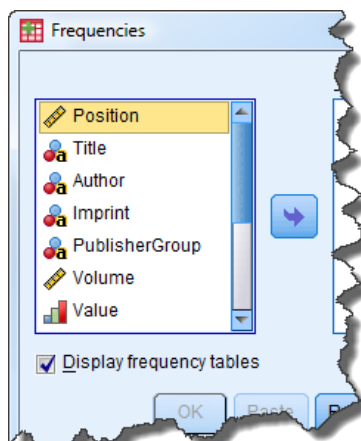 Frequencies
Position
Title
Author
Imprint
PublisherGroup
Volume
Value
Display frequency tables
OK